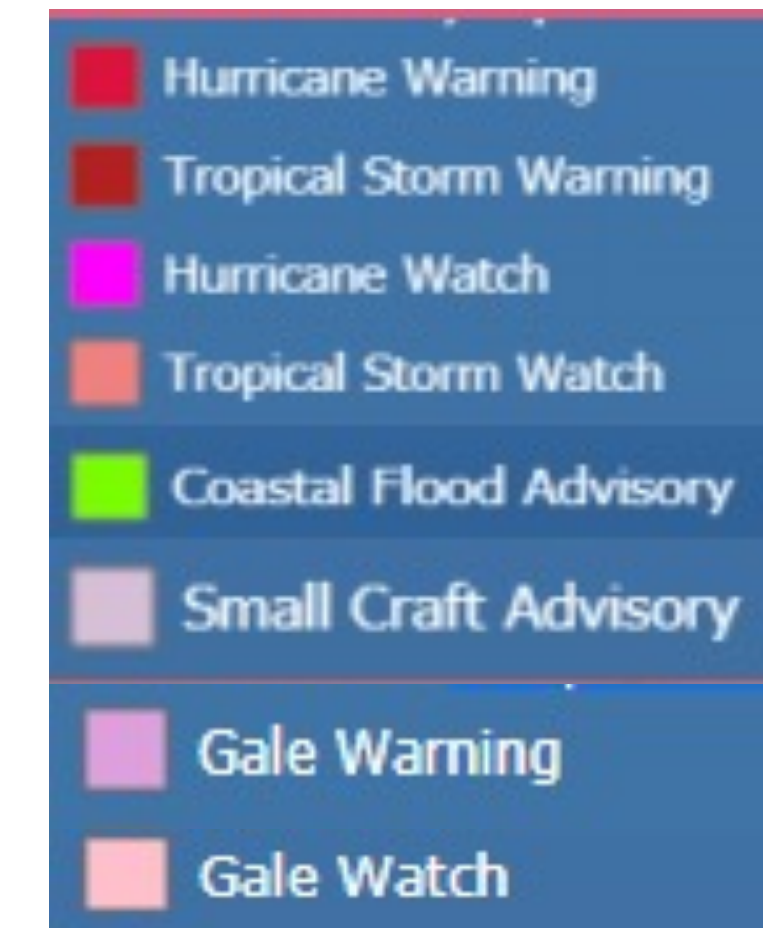 Hurricane Warning
Tropical Storm Warning
Hurricane Watch
Tropical Storm Watch
Coastal Flood Advisory
Small Craft Advisory
Gale Warning
Gale Watch